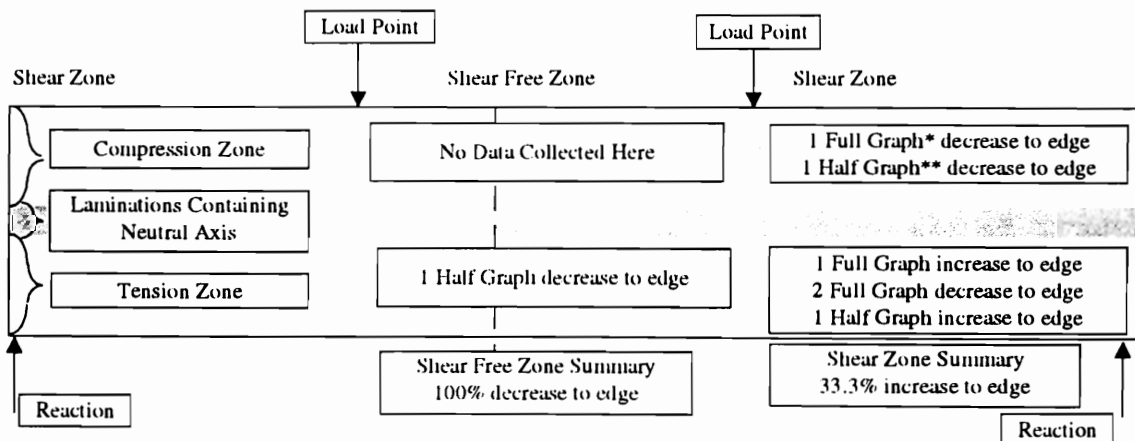 Load Point
Load Point
Shear Zone
Shear Free Zone
Shear Zone
Compression Zone
No Data Collected Here
1 Full Graph* decrease to edge
1 Half Graph** decrease to edge
Laminations Containing
Neutral Axis
Tension Zone
1 Half Graph decrease to edge
1 Full Graph increase to edge
2 Full Graph decrease to edge
1 Half Graph increase to edge
Shear Free Zone Summary
100% decrease to edge
Shear Zone Summary
33.3% increase to edge
Reaction
Reaction